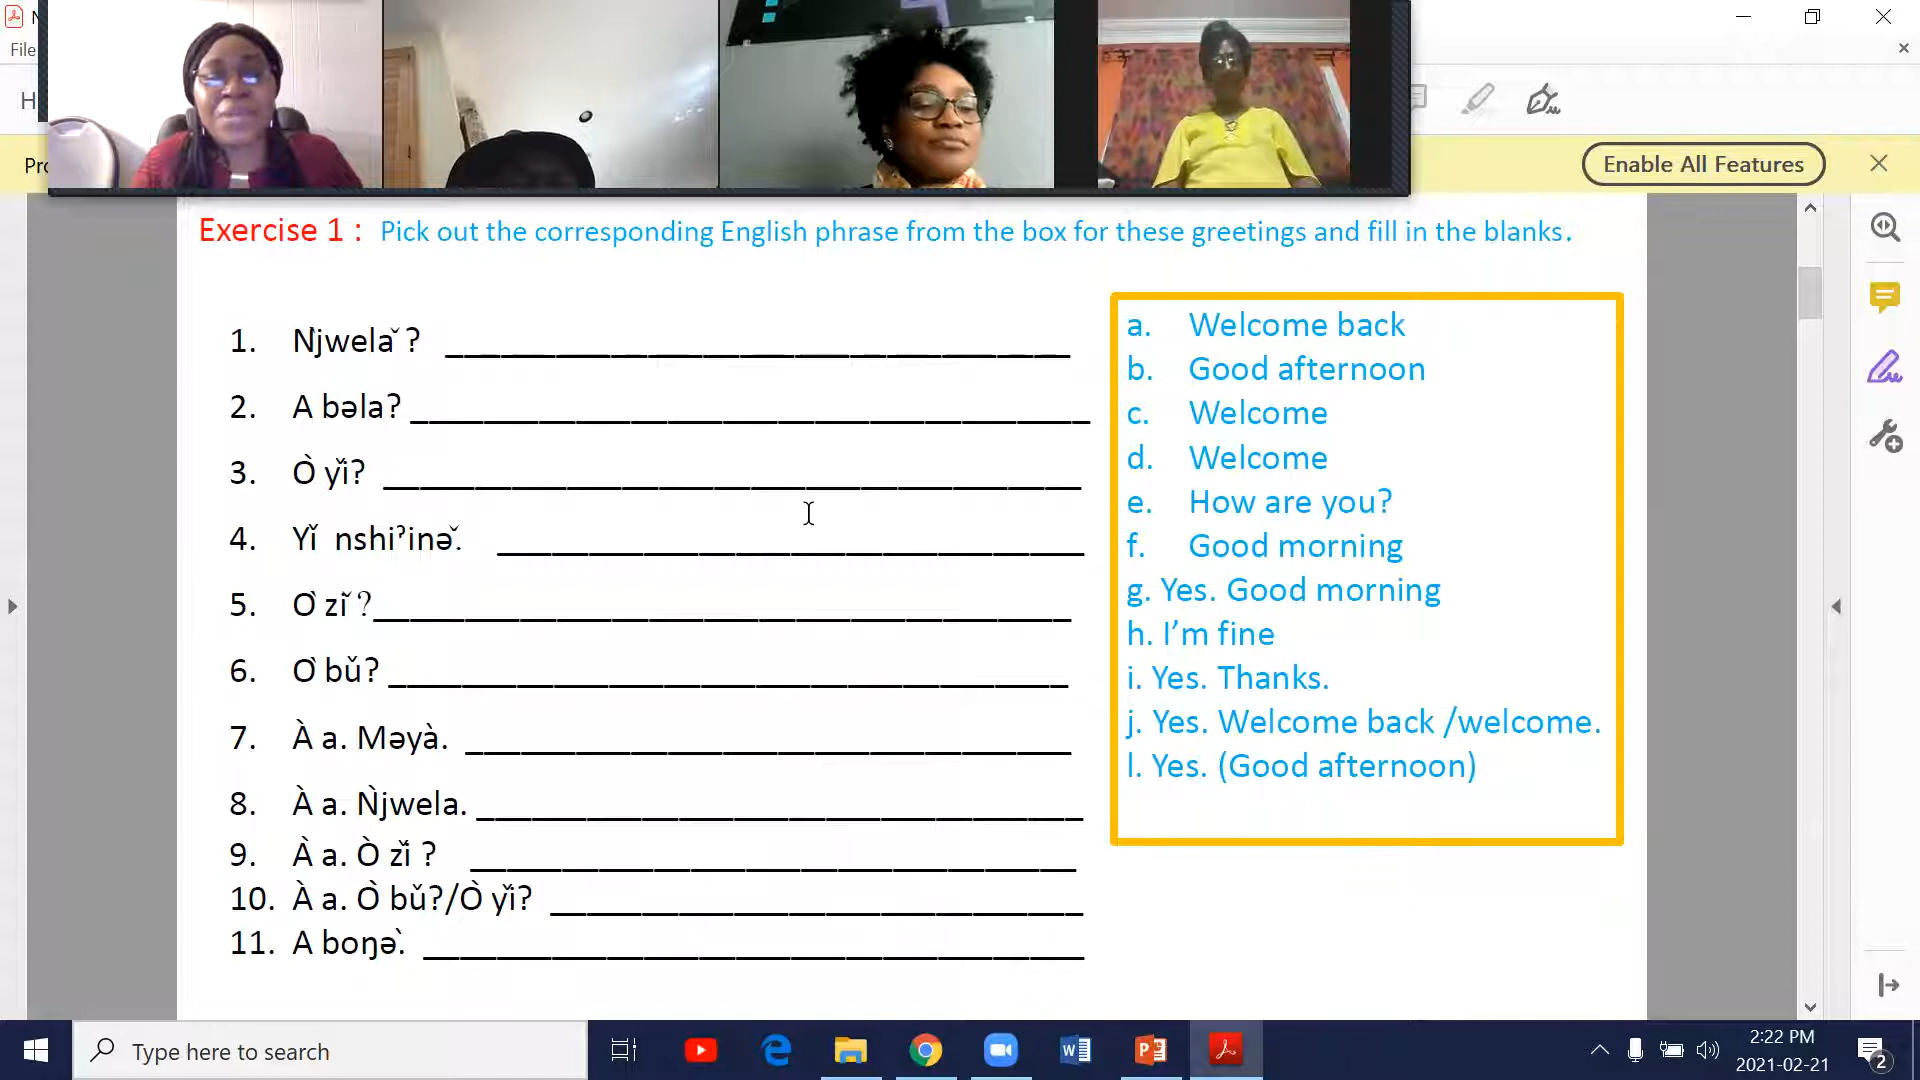 File
Enable All Features
Exercise 1 : Pick out the corresponding English phrase from the box for these greetings and fill in the blanks.
1. Ǹjwelaˇ ?
2. A bəla?
3. Ò yǐ?
4. Yǐ nshiˀinə̌.
5. Ò zǐ ?
6. Ò bǔ?
7. À a. Məyà.
8. À a. Ǹjwela.
9. À a. Ò zǐ ?
10. À a. Ò bǔ?/Ò yǐ?
11. A boŋə̀.
a. Welcome back
b. Good afternoon
c. Welcome
d. Welcome
e. How are you?
f. Good morning
g. Yes. Good morning
h. I’m fine
i. Yes. Thanks.
j. Yes. Welcome back /welcome.
l. Yes. (Good afternoon)
Type here to search
2:22 PM
2021-02-21
2